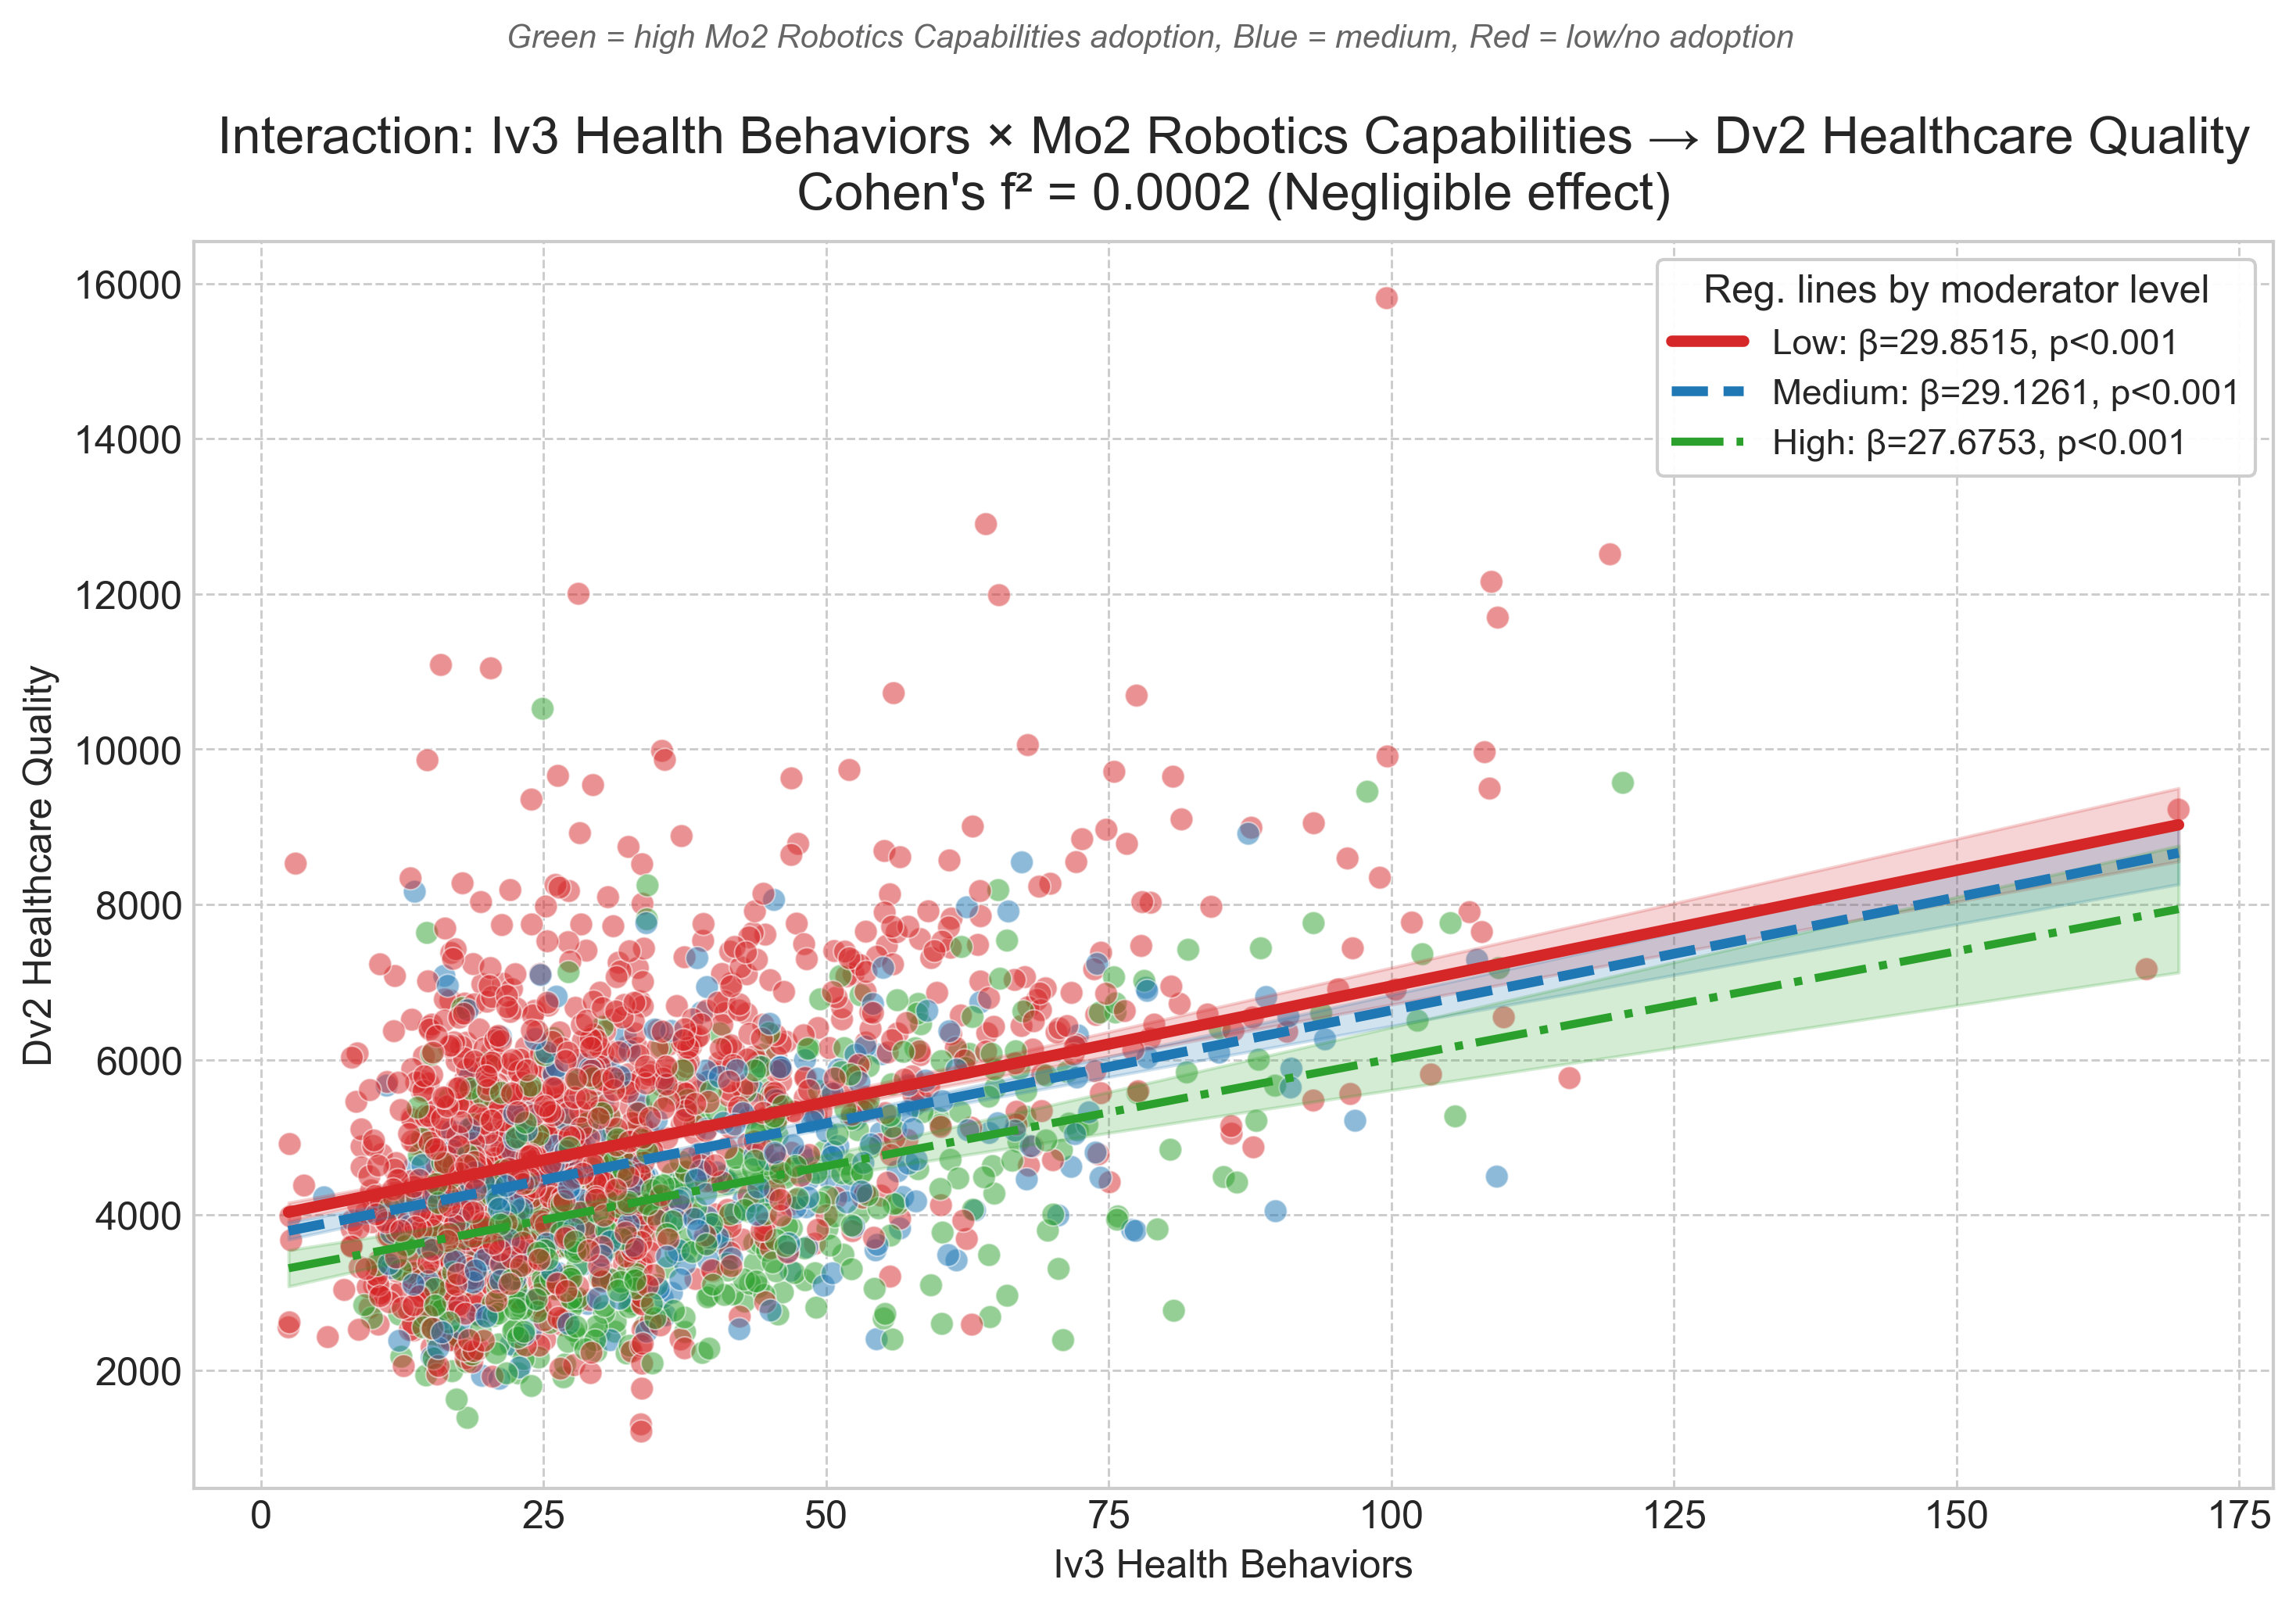 Green = high Mo2 Robotics Capabilities adoption, Blue = medium, Red = low/no adoption
Interaction: Iv3 Health Behaviors × Mo2 Robotics Capabilities → Dv2 Healthcare Quality
Cohen's f² = 0.0002 (Negligible effect)
Reg. lines by moderator level
Low: β=29.8515, p<0.001
Medium: β=29.1261, p<0.001
High: β=27.6753, p<0.001
Dv2 Healthcare Quality
16000
14000
12000
10000
8000
6000
4000
2000
0 25 50 75 100 125 150 175
Iv3 Health Behaviors